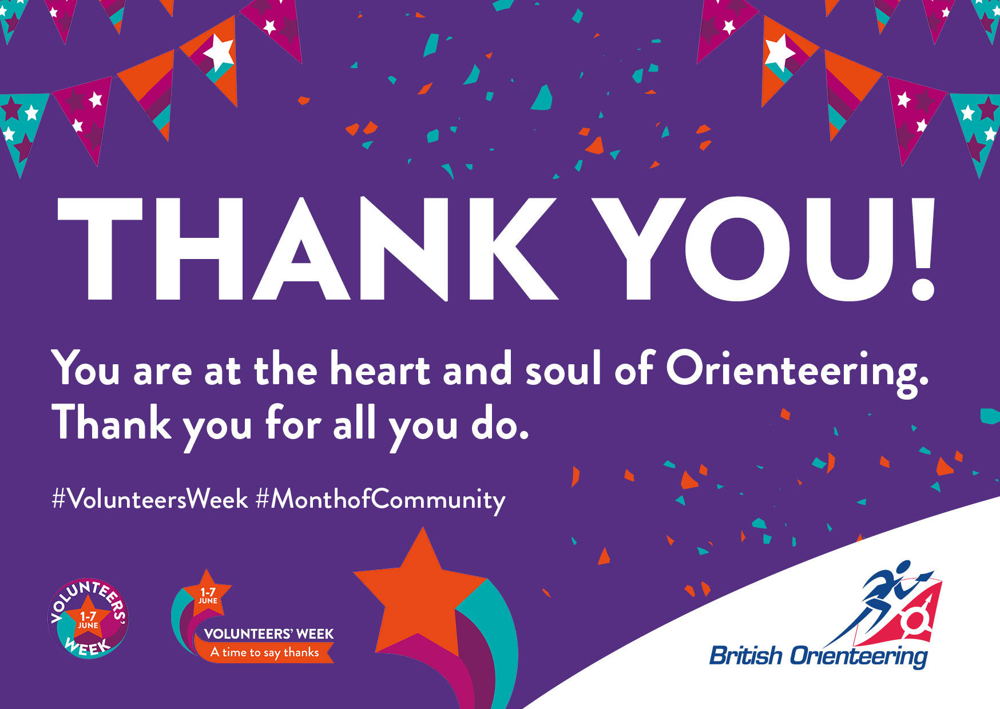 THANK YOU!
You are at the heart and soul of Orienteering.
Thank you for all you do.
#VolunteersWeek #MonthofCommunity
VOLUNTEERS'
1-7
JUNE
WEEK
1-7
JUNE
VOLUNTEERS' WEEK
A time to say thanks
British Orienteering